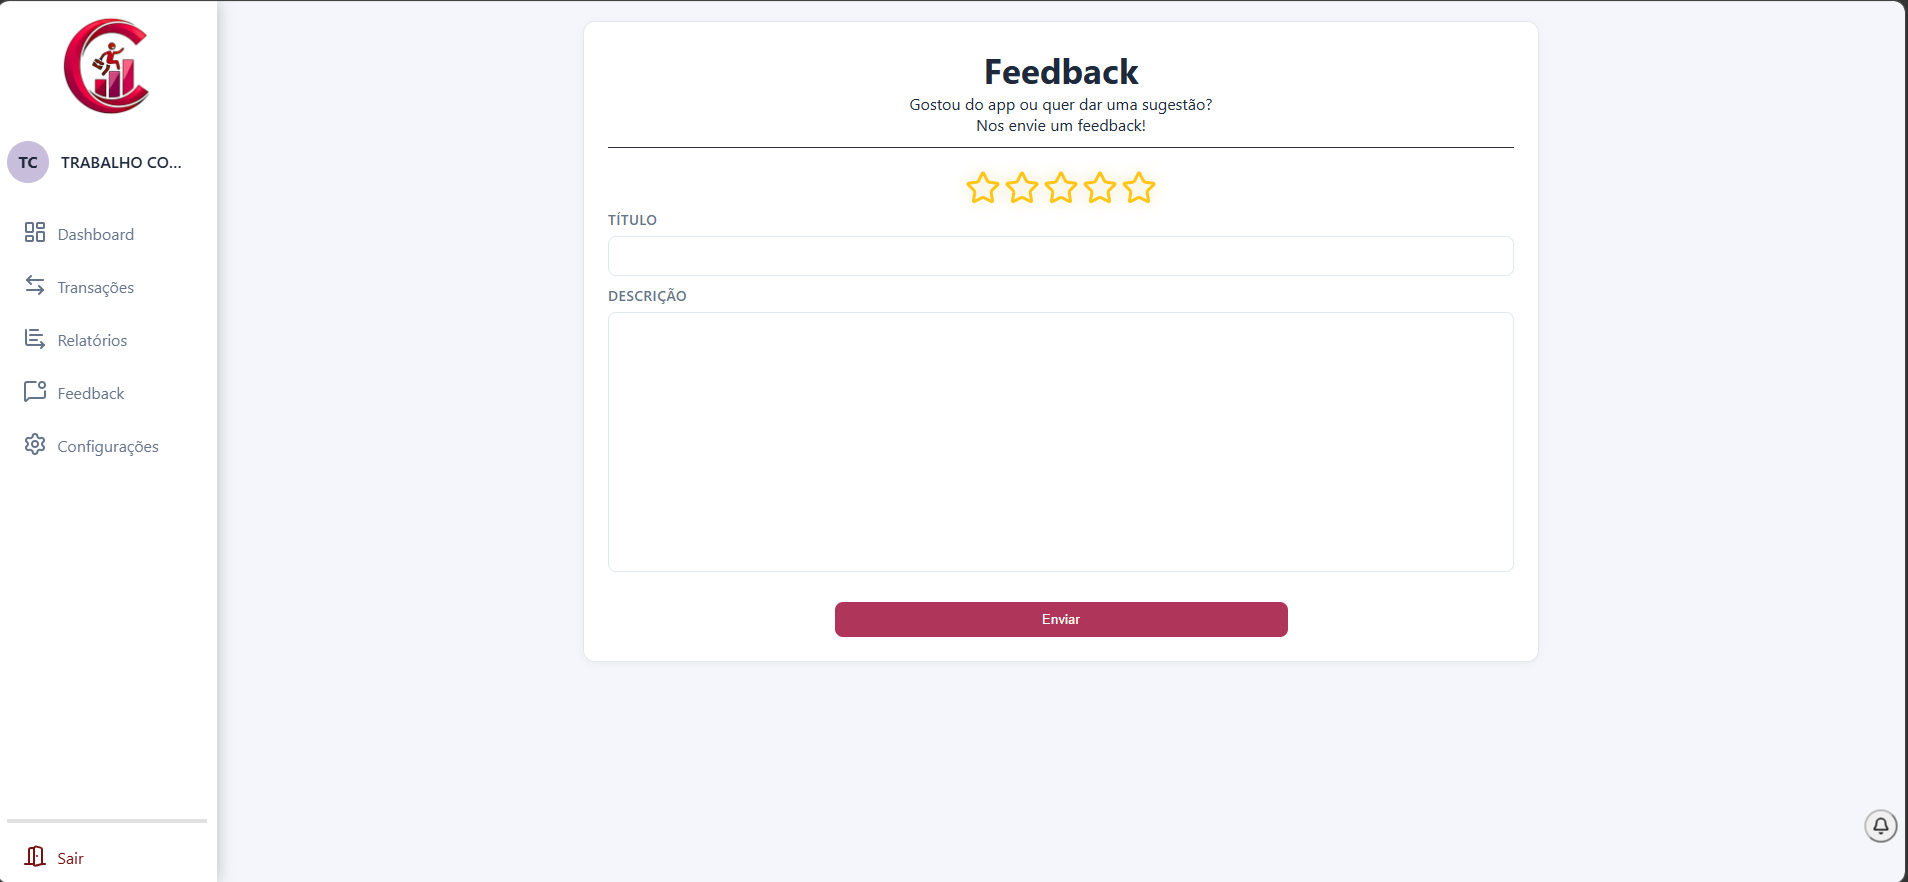 TC
TRABALHO CO...
Dashboard
Transações
Relatórios
Feedback
Configurações
Sair
Feedback
Gostou do app ou quer dar uma sugestão?
Nos envie um feedback!
TÍTULO
DESCRIÇÃO
Enviar